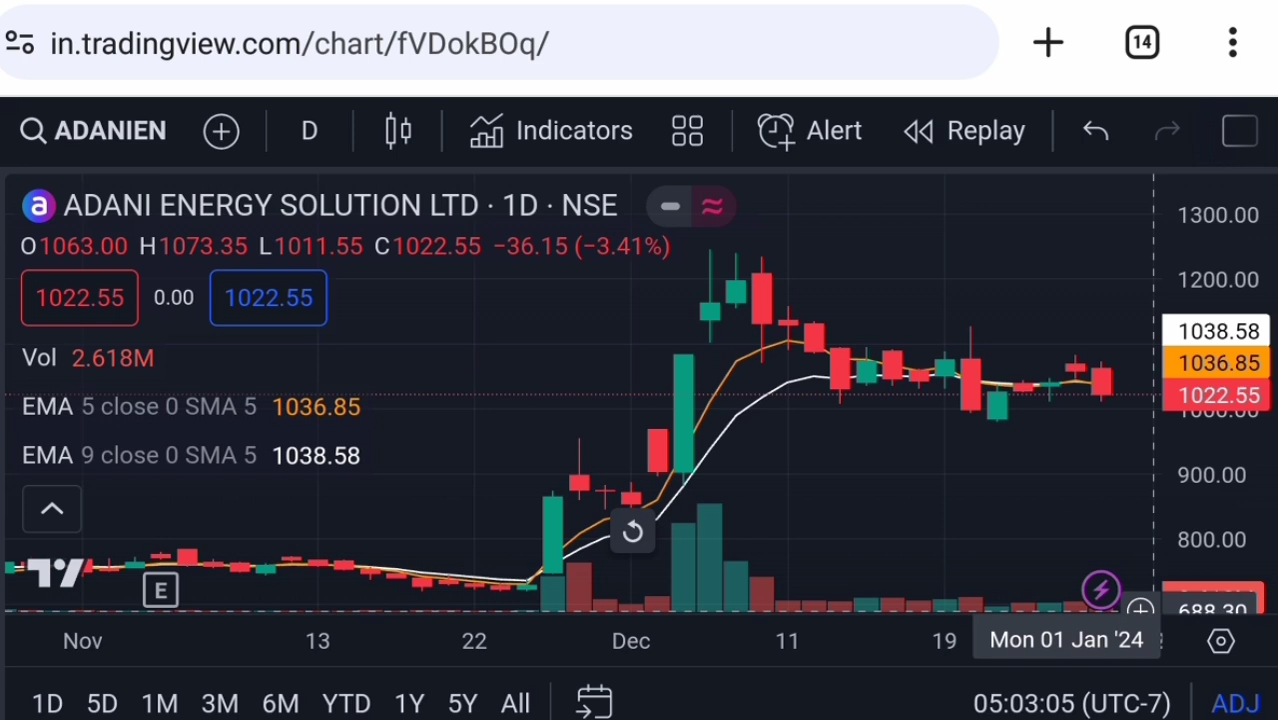 in.tradingview.com/chart/fVDokBOq/
14
ADANIEN
D
Indicators
Alert
Replay
a ADANI ENERGY SOLUTION LTD · 1D · NSE
O1063.00 H1073.35 L1011.55 C1022.55 −36.15 (−3.41%)
1022.55 0.00 1022.55
Vol 2.618M
EMA 5 close 0 SMA 5 1036.85
EMA 9 close 0 SMA 5 1038.58
1300.00
1200.00
1038.58
1036.85
1022.55
1000.00
900.00
800.00
688.30
E
Nov 13 22 Dec 11 19 Mon 01 Jan '24
1D 5D 1M 3M 6M YTD 1Y 5Y All
05:03:05 (UTC-7) ADJ